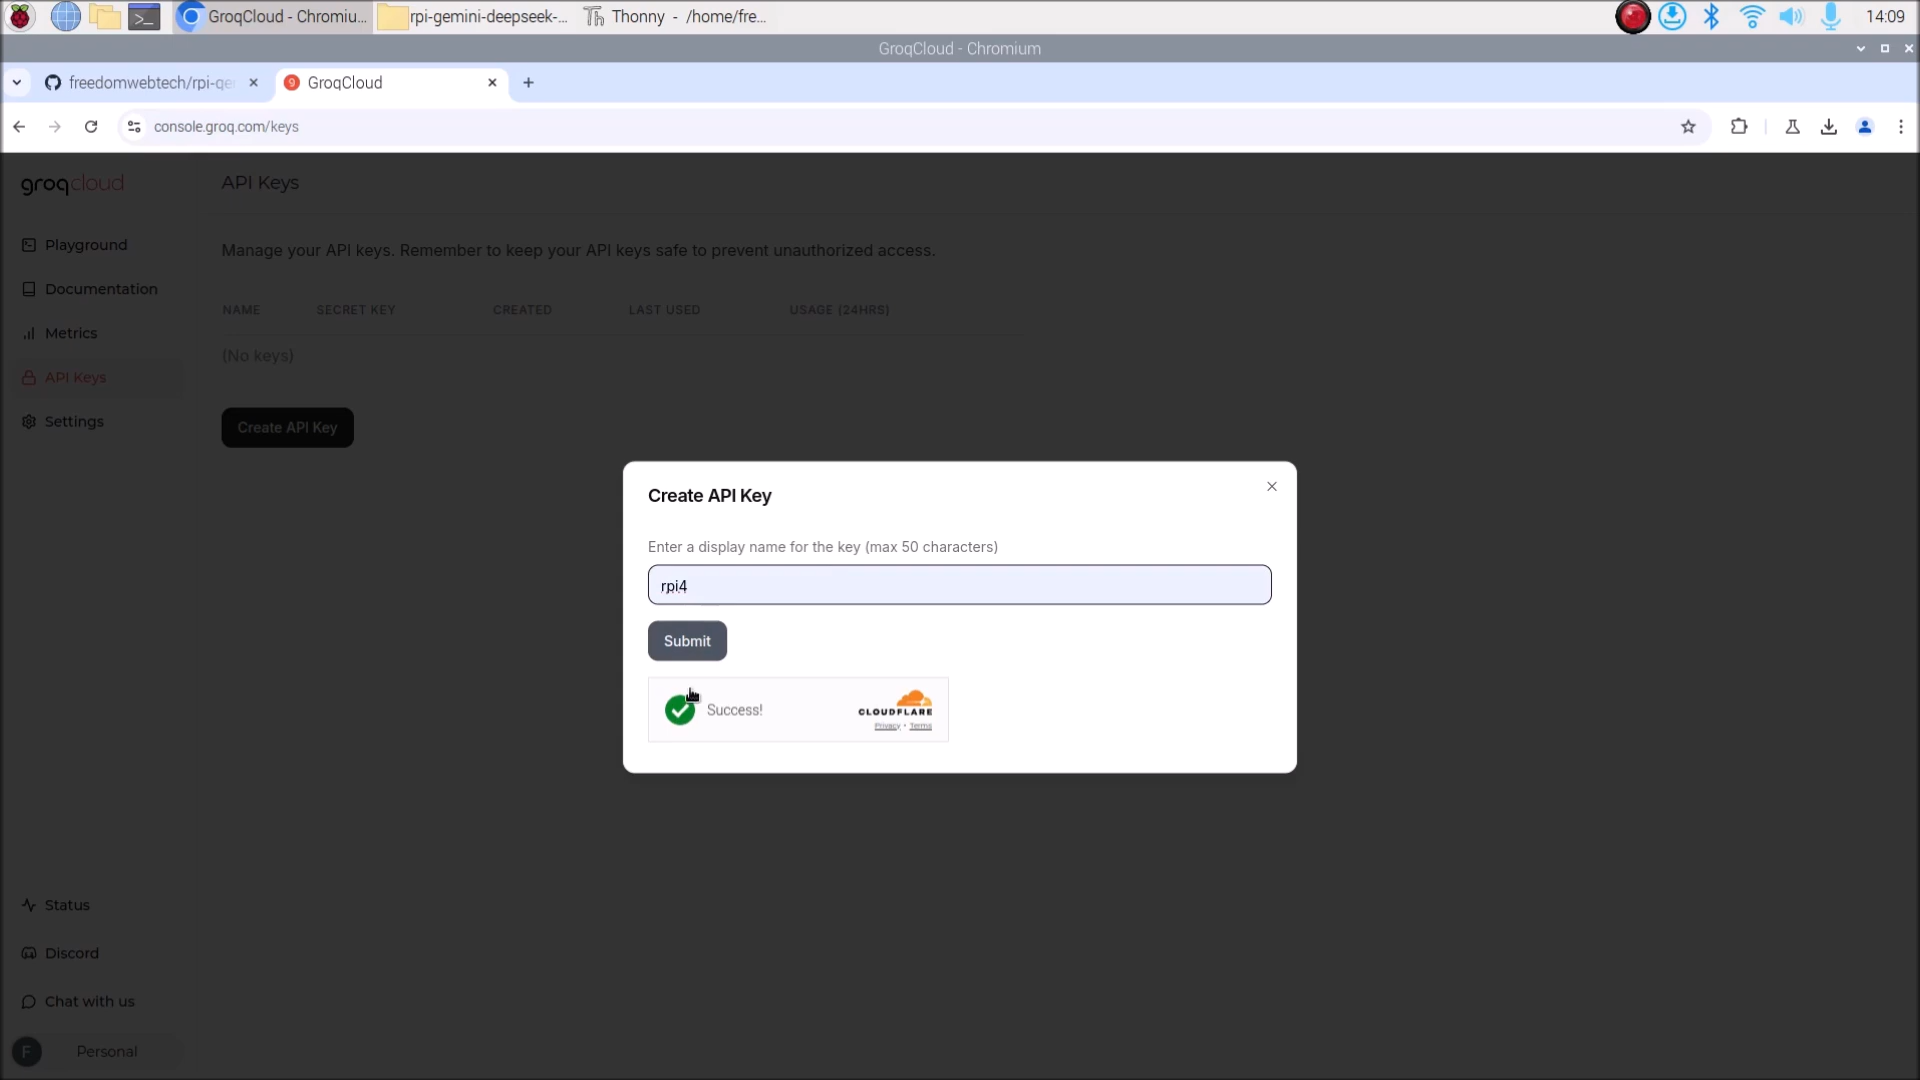 GroqCloud - Chromiu...
rpi-gemini-deepseek-...
Th Thonny - /home/fre...
14:09
GroqCloud - Chromium
freedomwebtech/rpi-ge
9 GroqCloud
console.groq.com/keys
groqcloud
API Keys
Playground
Manage your API keys. Remember to keep your API keys safe to prevent unauthorized access.
Documentation
NAME SECRET KEY CREATED LAST USED USAGE (24HRS)
Metrics
(No keys)
API Keys
Settings
Create API Key
Create API Key
Enter a display name for the key (max 50 characters)
rpi4
Submit
Success!
CLOUDFLARE
Privacy • Terms
Status
Discord
Chat with us
F Personal